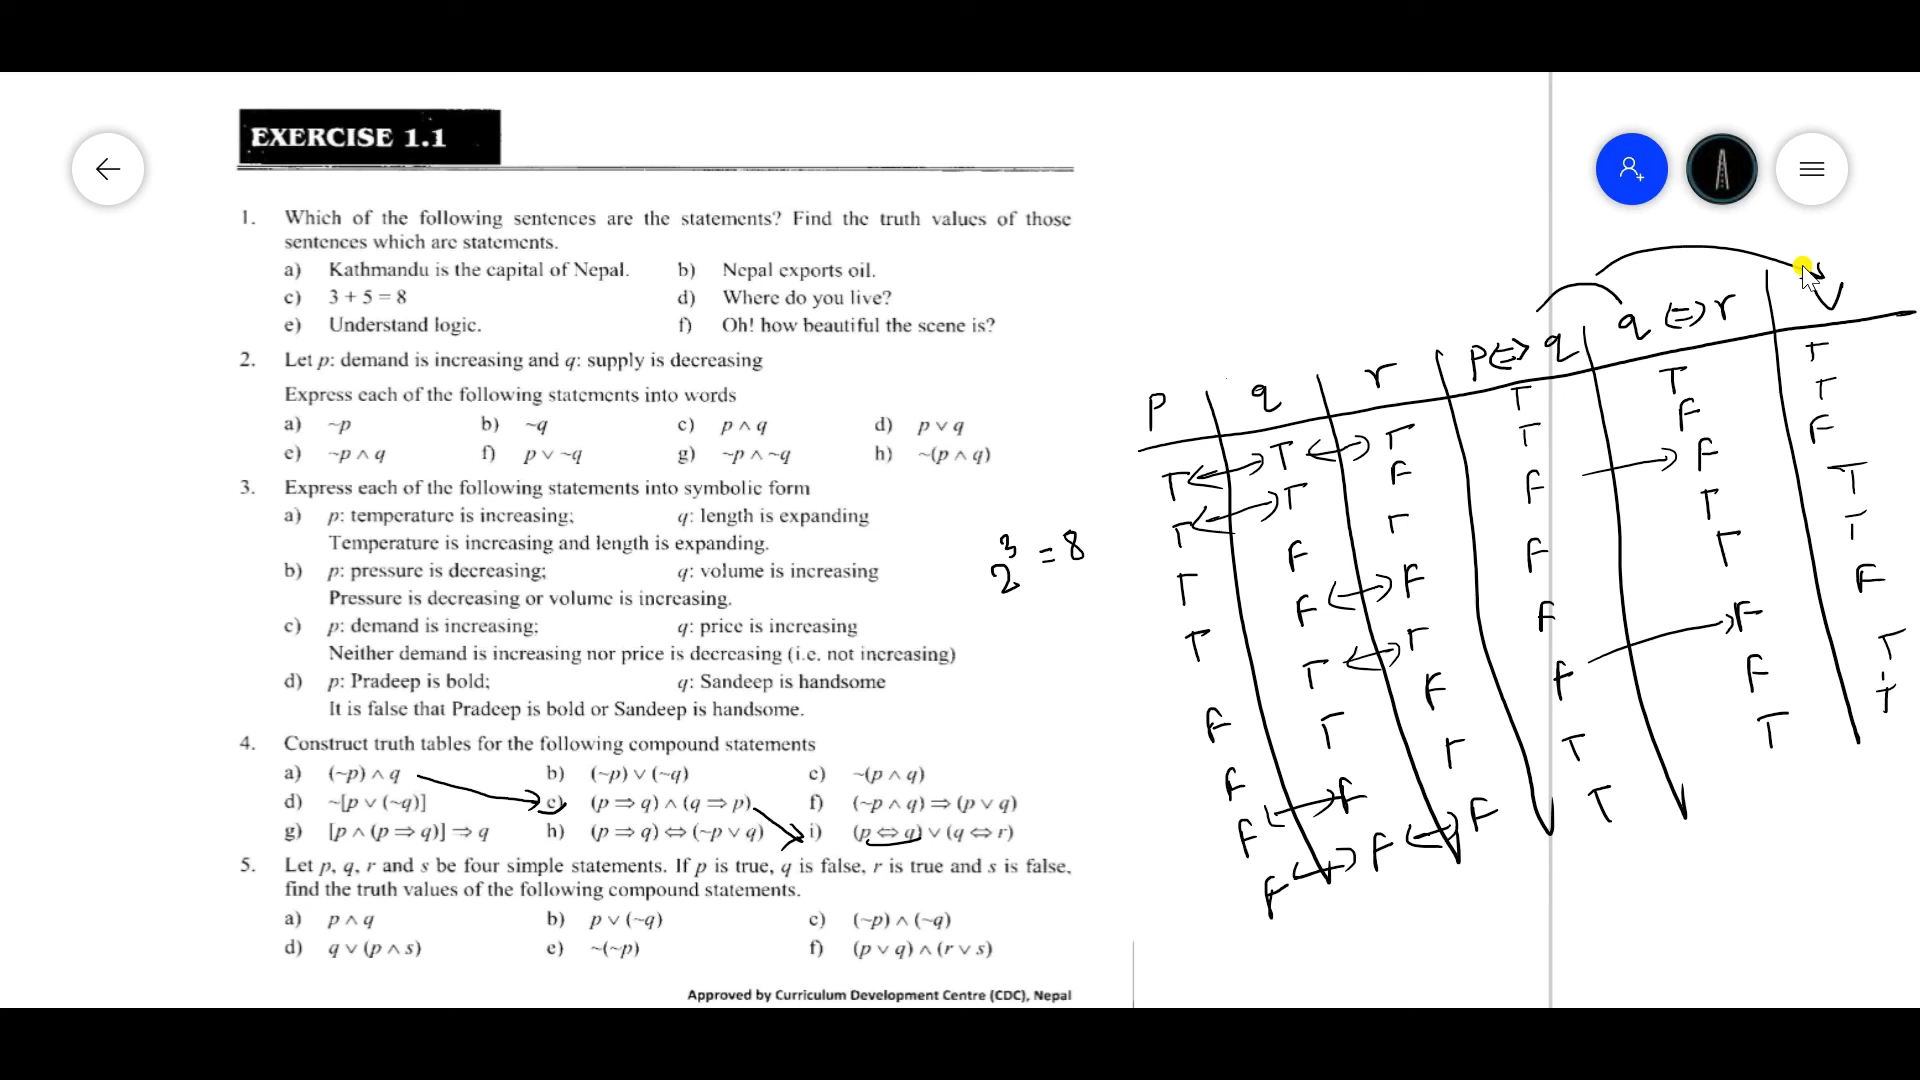 EXERCISE 1.1
1. Which of the following sentences are the statements? Find the truth values of those
sentences which are statements.
a) Kathmandu is the capital of Nepal. b) Nepal exports oil.
c) 3 + 5 = 8 d) Where do you live?
e) Understand logic. f) Oh! how beautiful the scene is?
2. Let p: demand is increasing and q: supply is decreasing
Express each of the following statements into words
a) ~p b) ~q c) p ∧ q d) p ∨ q
e) ~p ∧ q f) p ∨ ~q g) ~p ∧ ~q h) ~(p ∧ q)
3. Express each of the following statements into symbolic form
a) p: temperature is increasing; q: length is expanding
Temperature is increasing and length is expanding.
b) p: pressure is decreasing; q: volume is increasing
Pressure is decreasing or volume is increasing.
c) p: demand is increasing; q: price is increasing
Neither demand is increasing nor price is decreasing (i.e. not increasing)
d) p: Pradeep is bold; q: Sandeep is handsome
It is false that Pradeep is bold or Sandeep is handsome.
4. Construct truth tables for the following compound statements
a) (~p) ∧ q b) (~p) ∨ (~q) c) ~(p ∧ q)
d) ~[p ∨ (~q)] e) (p ⇒ q) ∧ (q ⇒ p) f) (~p ∧ q) ⇒ (p ∨ q)
g) [p ∧ (p ⇒ q)] ⇒ q h) (p ⇒ q) ⇔ (~p ∨ q) i) (p ⇔ q) ∨ (q ⇔ r)
5. Let p, q, r and s be four simple statements. If p is true, q is false, r is true and s is false,
find the truth values of the following compound statements.
a) p ∧ q b) p ∨ (~q) c) (~p) ∧ (~q)
d) q ∨ (p ∧ s) e) ~(~p) f) (p ∨ q) ∧ (r ∨ s)
Approved by Curriculum Development Centre (CDC), Nepal
2³ = 8
p q r p⇔q q⇔r ∨
T T T T T T
T T F T F T
T F T F F F
T F F F T T
F T T F T T
F T F F F F
F F T T F T
F F F T T T